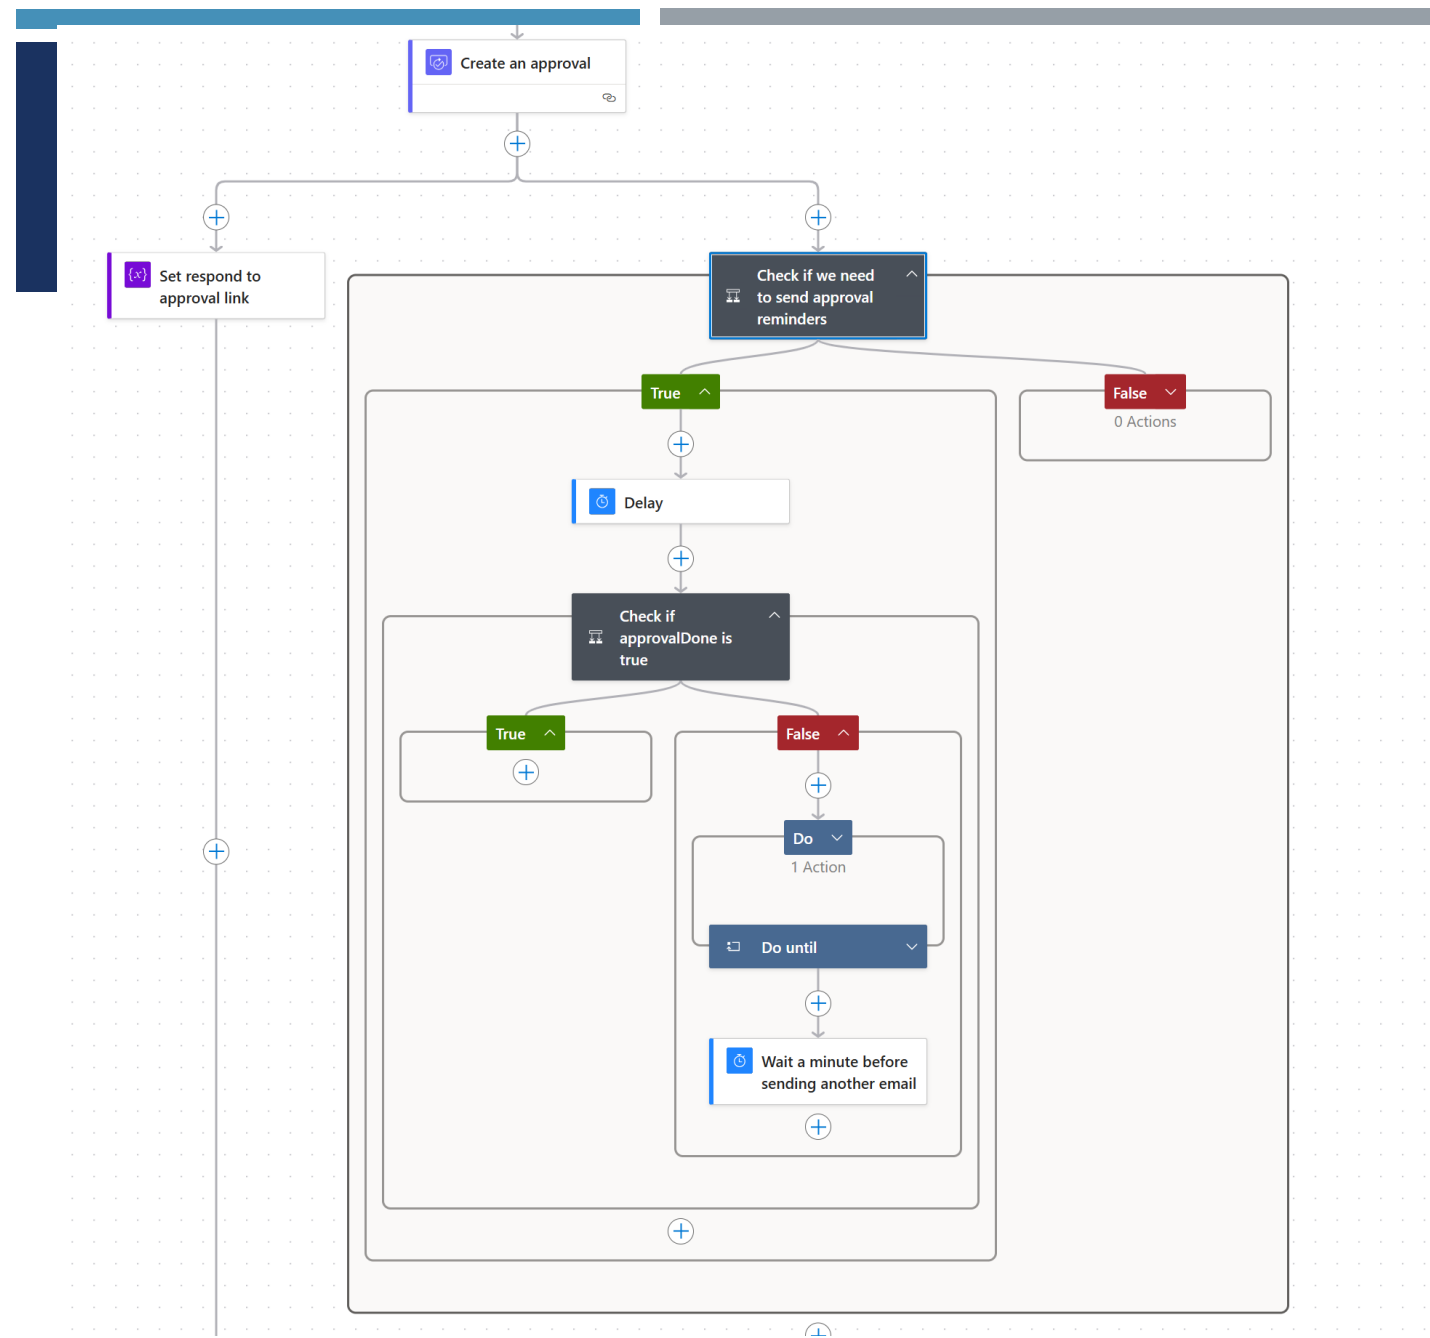 Create an approval
{x}
Set respond to
approval link
Check if we need
to send approval
reminders
True
False
0 Actions
Delay
Check if
approvalDone is
true
True
False
Do
1 Action
Do until
Wait a minute before
sending another email